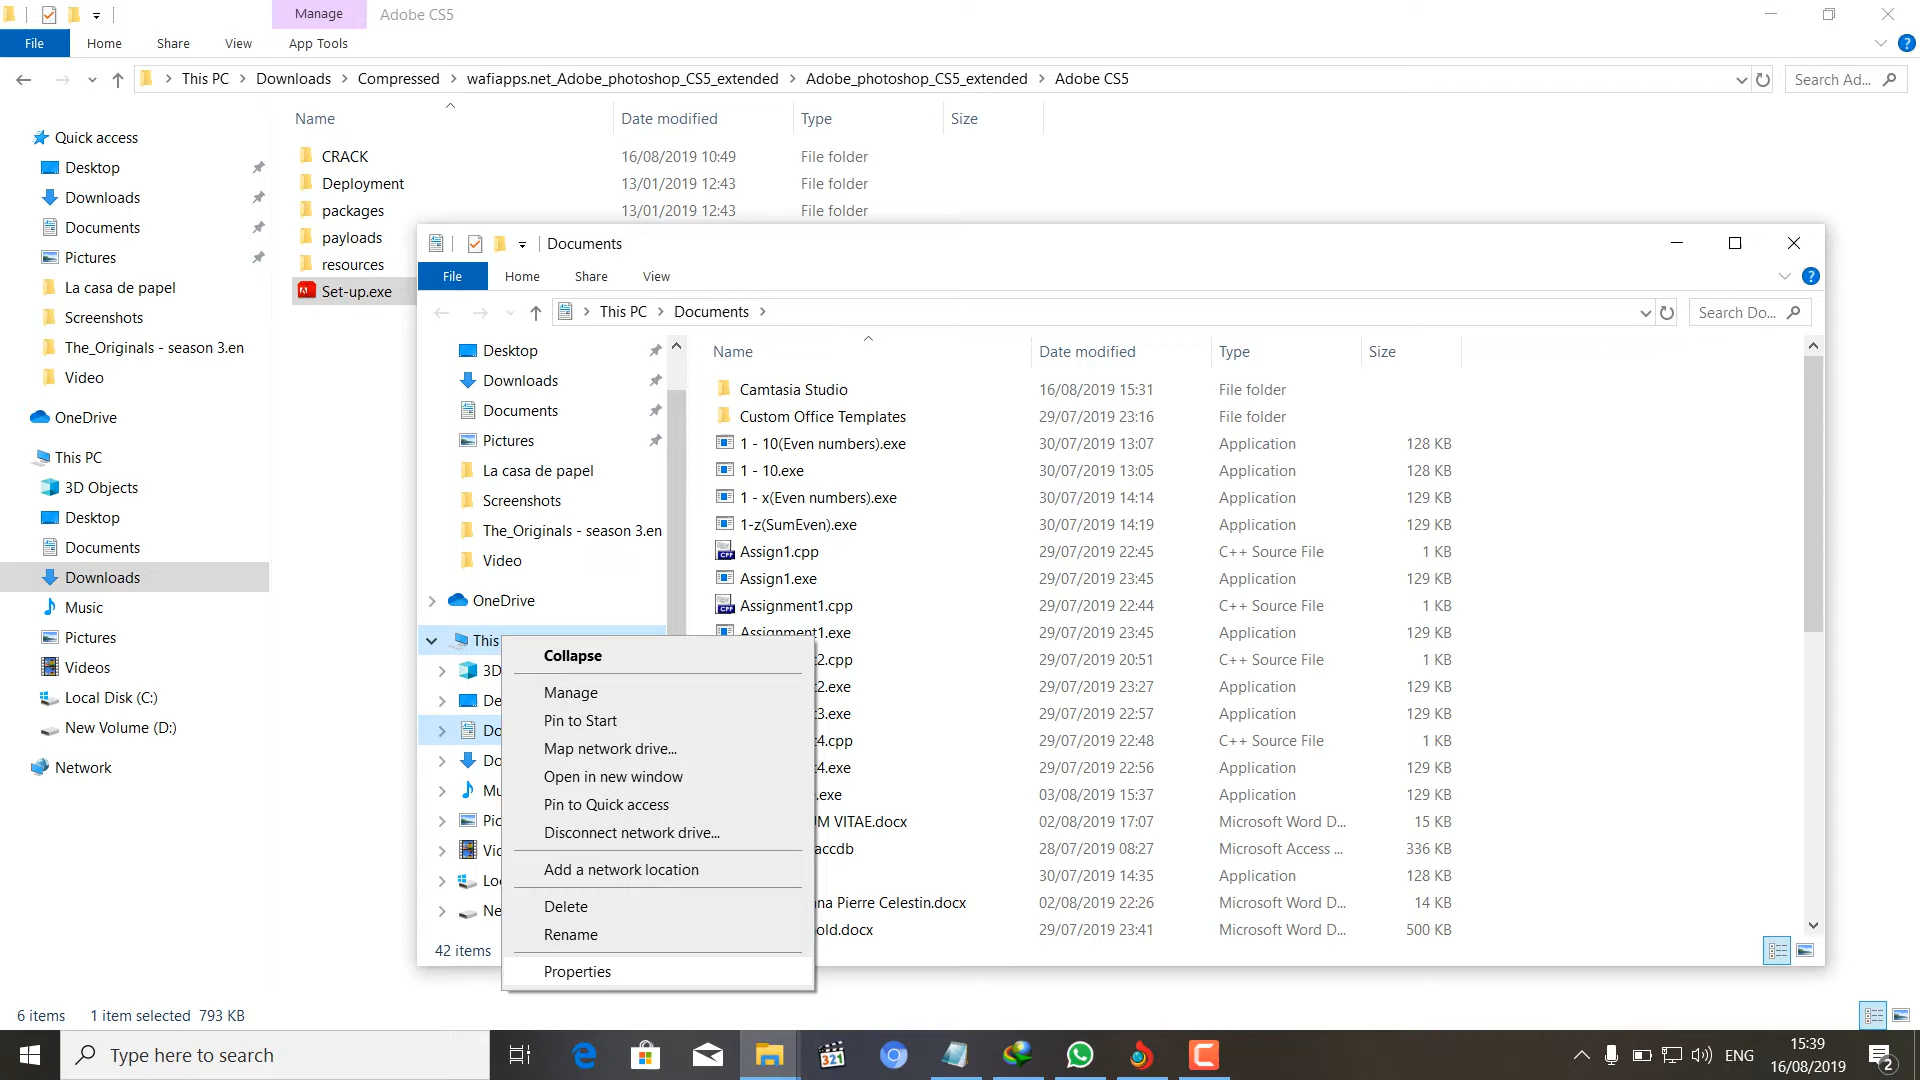 Manage
Adobe CS5
File
Home
Share
View
App Tools
This PC
Downloads
Compressed
wafiapps.net_Adobe_photoshop_CS5_extended
Adobe_photoshop_CS5_extended
Adobe CS5
Search Ad...
Quick access
Desktop
Downloads
Documents
Pictures
La casa de papel
Screenshots
The_Originals - season 3.en
Video
OneDrive
This PC
3D Objects
Desktop
Documents
Downloads
Music
Pictures
Videos
Local Disk (C:)
New Volume (D:)
Network
Name Date modified Type Size
CRACK 16/08/2019 10:49 File folder
Deployment 13/01/2019 12:43 File folder
packages 13/01/2019 12:43 File folder
payloads
resources
Set-up.exe
Documents
File Home Share View
This PC Documents
Search Do...
Desktop
Downloads
Documents
Pictures
La casa de papel
Screenshots
The_Originals - season 3.en
Video
OneDrive
This
3D
De
Do
Do
Mu
Pic
Vic
Loc
Ne
Name Date modified Type Size
Camtasia Studio 16/08/2019 15:31 File folder
Custom Office Templates 29/07/2019 23:16 File folder
1 - 10(Even numbers).exe 30/07/2019 13:07 Application 128 KB
1 - 10.exe 30/07/2019 13:05 Application 128 KB
1 - x(Even numbers).exe 30/07/2019 14:14 Application 129 KB
1-z(SumEven).exe 30/07/2019 14:19 Application 129 KB
Assign1.cpp 29/07/2019 22:45 C++ Source File 1 KB
Assign1.exe 29/07/2019 23:45 Application 129 KB
Assignment1.cpp 29/07/2019 22:44 C++ Source File 1 KB
Assignment1.exe 29/07/2019 23:45 Application 129 KB
t2.cpp 29/07/2019 20:51 C++ Source File 1 KB
t2.exe 29/07/2019 23:27 Application 129 KB
t3.exe 29/07/2019 22:57 Application 129 KB
t4.cpp 29/07/2019 22:48 C++ Source File 1 KB
t4.exe 29/07/2019 22:56 Application 129 KB
.exe 03/08/2019 15:37 Application 129 KB
UM VITAE.docx 02/08/2019 17:07 Microsoft Word D... 15 KB
accdb 28/07/2019 08:27 Microsoft Access ... 336 KB
30/07/2019 14:35 Application 128 KB
na Pierre Celestin.docx 02/08/2019 22:26 Microsoft Word D... 14 KB
old.docx 29/07/2019 23:41 Microsoft Word D... 500 KB
Collapse
Manage
Pin to Start
Map network drive...
Open in new window
Pin to Quick access
Disconnect network drive...
Add a network location
Delete
Rename
Properties
42 items
6 items 1 item selected 793 KB
Type here to search
321
ENG
15:39
16/08/2019
2